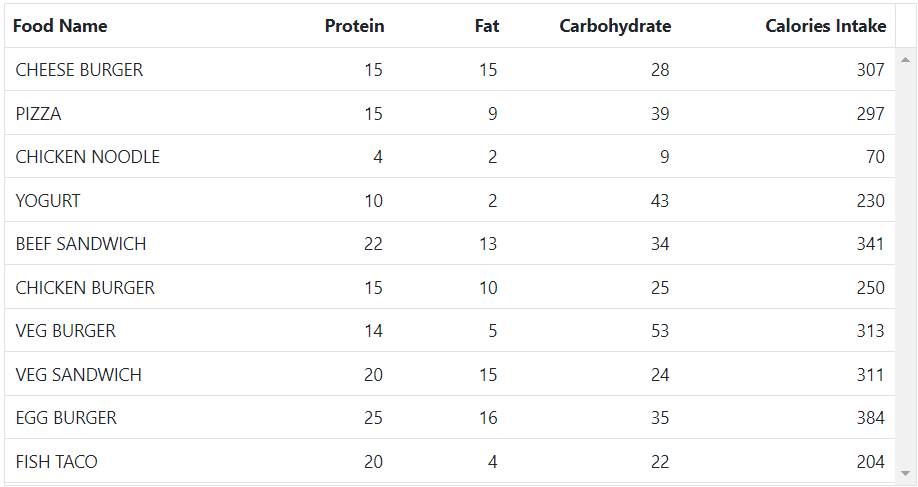 Food Name Protein Fat Carbohydrate Calories Intake
CHEESE BURGER 15 15 28 307
PIZZA 15 9 39 297
CHICKEN NOODLE 4 2 9 70
YOGURT 10 2 43 230
BEEF SANDWICH 22 13 34 341
CHICKEN BURGER 15 10 25 250
VEG BURGER 14 5 53 313
VEG SANDWICH 20 15 24 311
EGG BURGER 25 16 35 384
FISH TACO 20 4 22 204